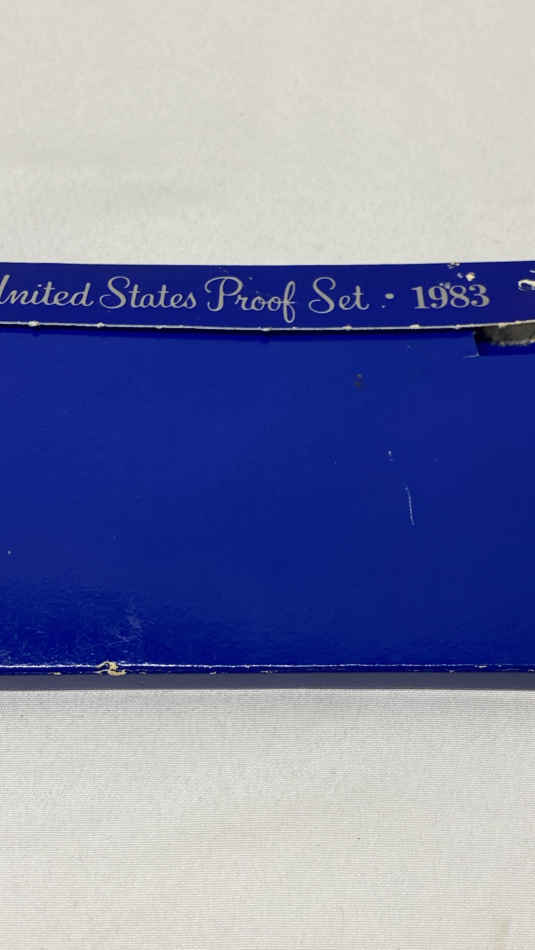 United States Proof Set • 1983